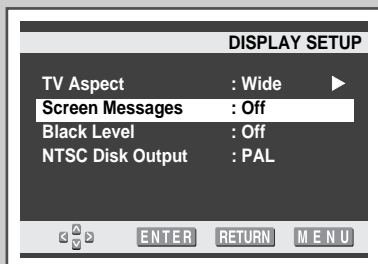 DISPLAY SETUP
TV Aspect : Wide
Screen Messages : Off
Black Level : Off
NTSC Disk Output : PAL
ENTER RETURN MENU